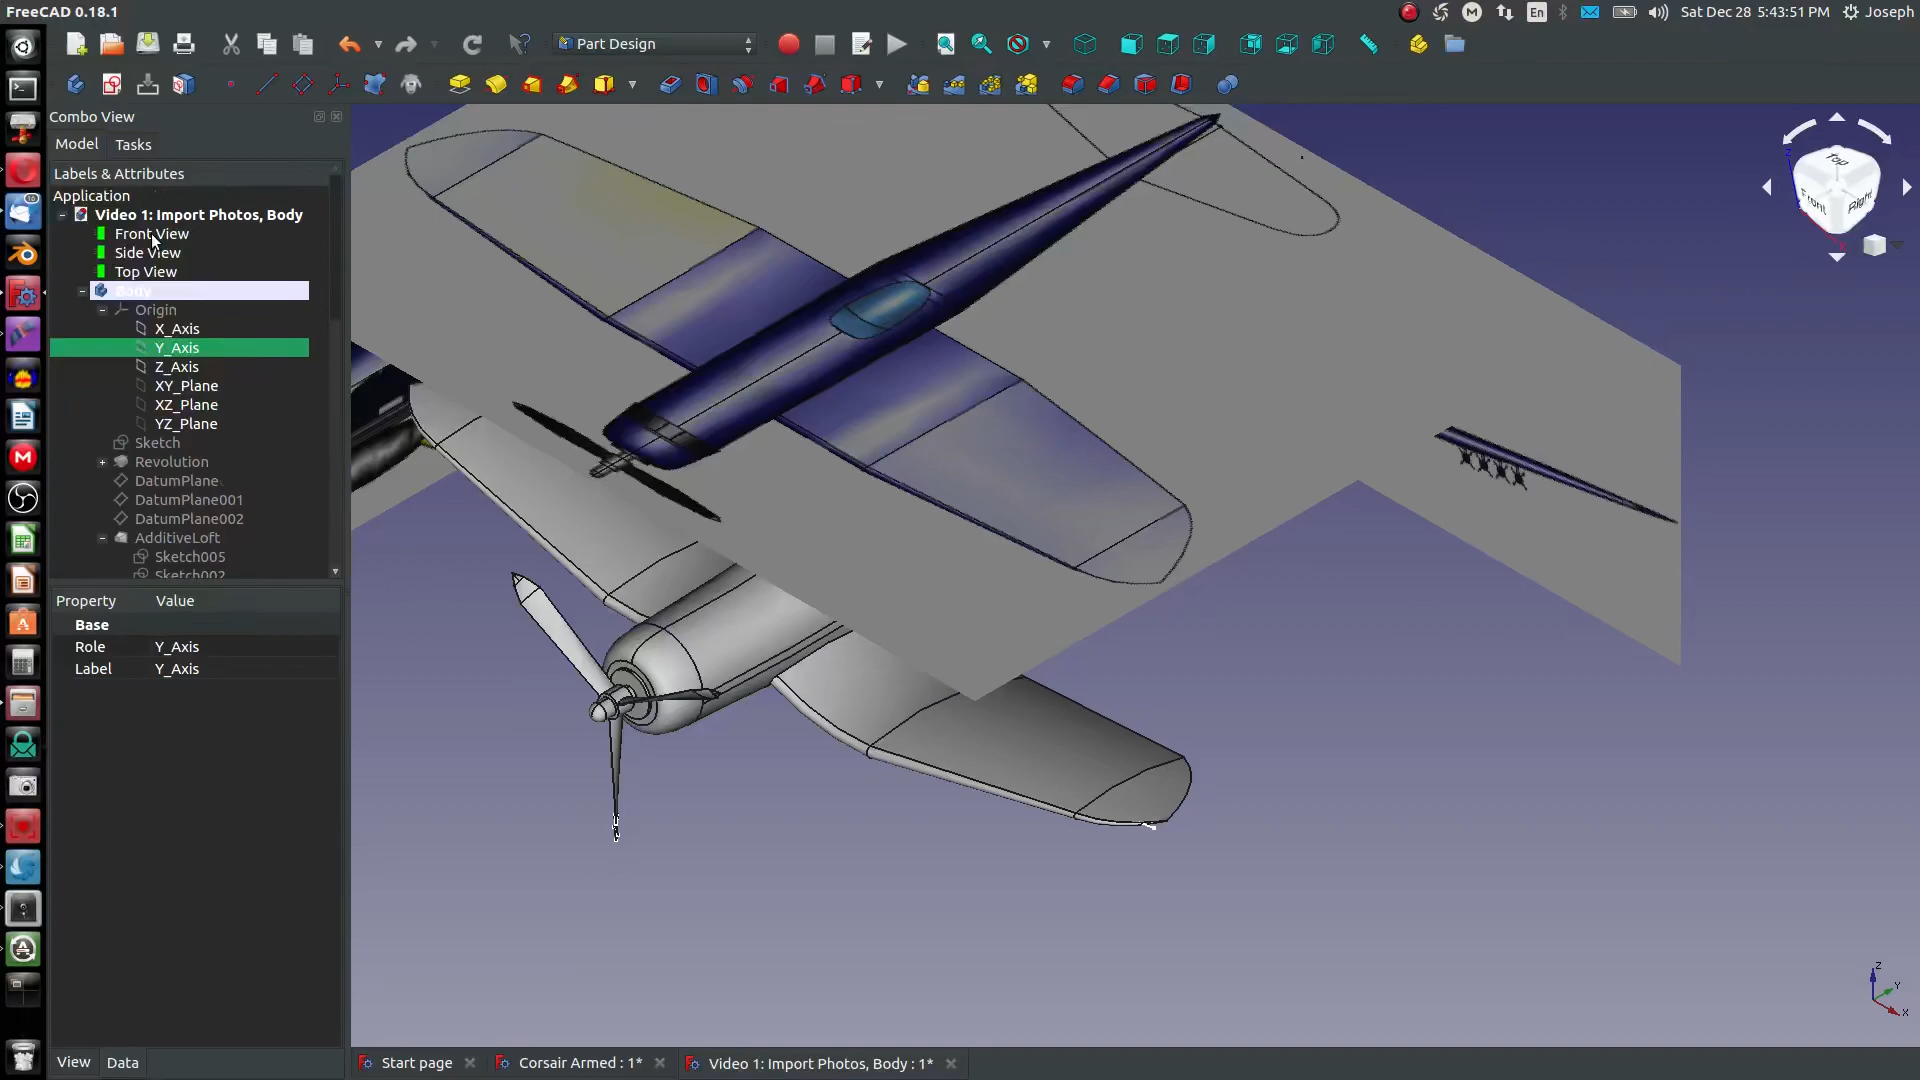 FreeCAD 0.18.1
En
Sat Dec 28 5:43:51 PM
Joseph
Part Design
Combo View
Model
Tasks
Labels & Attributes
Application
Video 1: Import Photos, Body
Front View
Side View
Top View
Body
Origin
X_Axis
Y_Axis
Z_Axis
XY_Plane
XZ_Plane
YZ_Plane
Sketch
Revolution
DatumPlane
DatumPlane001
DatumPlane002
AdditiveLoft
Sketch005
Sketch002
Property
Value
Base
Role
Y_Axis
Label
Y_Axis
View
Data
Start page
Corsair Armed : 1*
Video 1: Import Photos, Body : 1*
Top
Front
Right
Z
Y
X